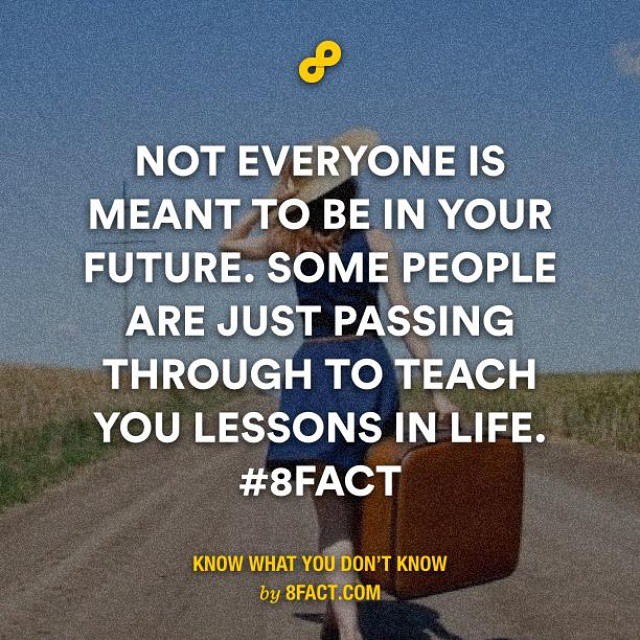 NOT EVERYONE IS
MEANT TO BE IN YOUR
FUTURE. SOME PEOPLE
ARE JUST PASSING
THROUGH TO TEACH
YOU LESSONS IN LIFE.
#8FACT
KNOW WHAT YOU DON'T KNOW
by 8FACT.COM